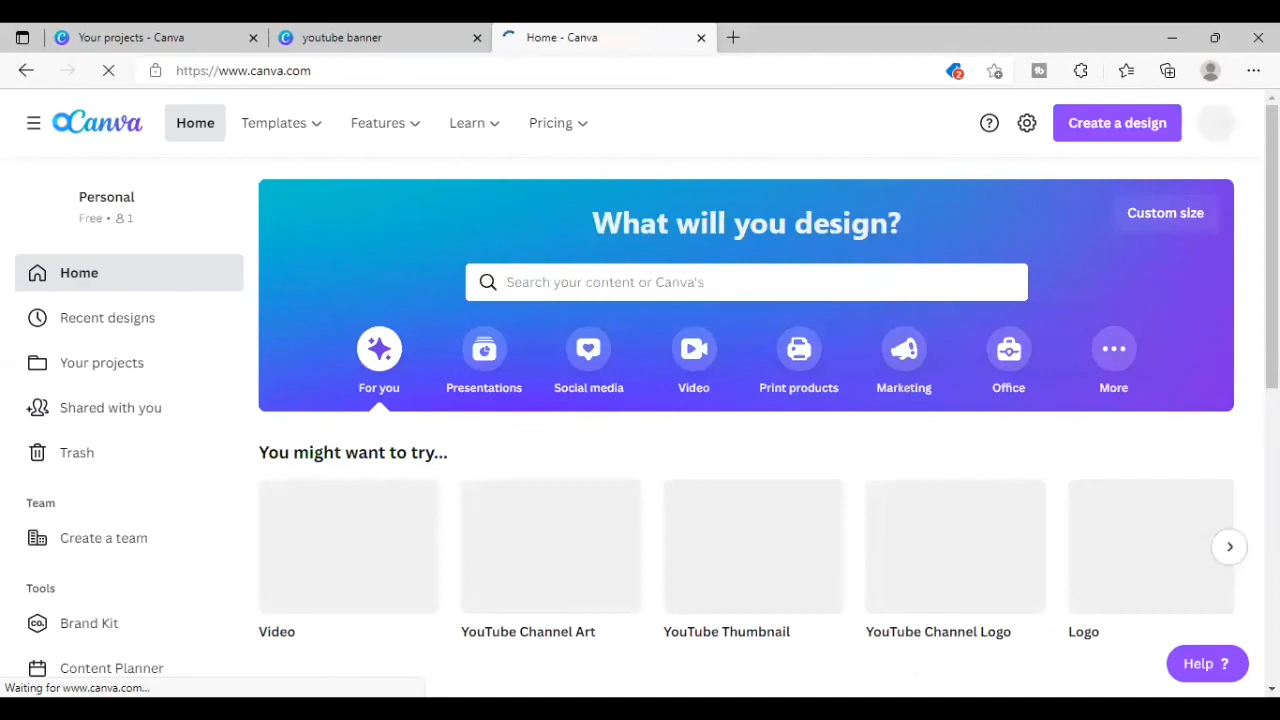 Your projects - Canva
youtube banner
Home - Canva
https://www.canva.com
2
Canva
Home
Templates
Features
Learn
Pricing
Create a design
Personal
Free • 1
What will you design?
Custom size
Search your content or Canva's
For you
Presentations
Social media
Video
Print products
Marketing
Office
More
Home
Recent designs
Your projects
Shared with you
Trash
Team
Create a team
Tools
CO.
Brand Kit
Content Planner
You might want to try...
Video
YouTube Channel Art
YouTube Thumbnail
YouTube Channel Logo
Logo
Help ?
Waiting for www.canva.com...